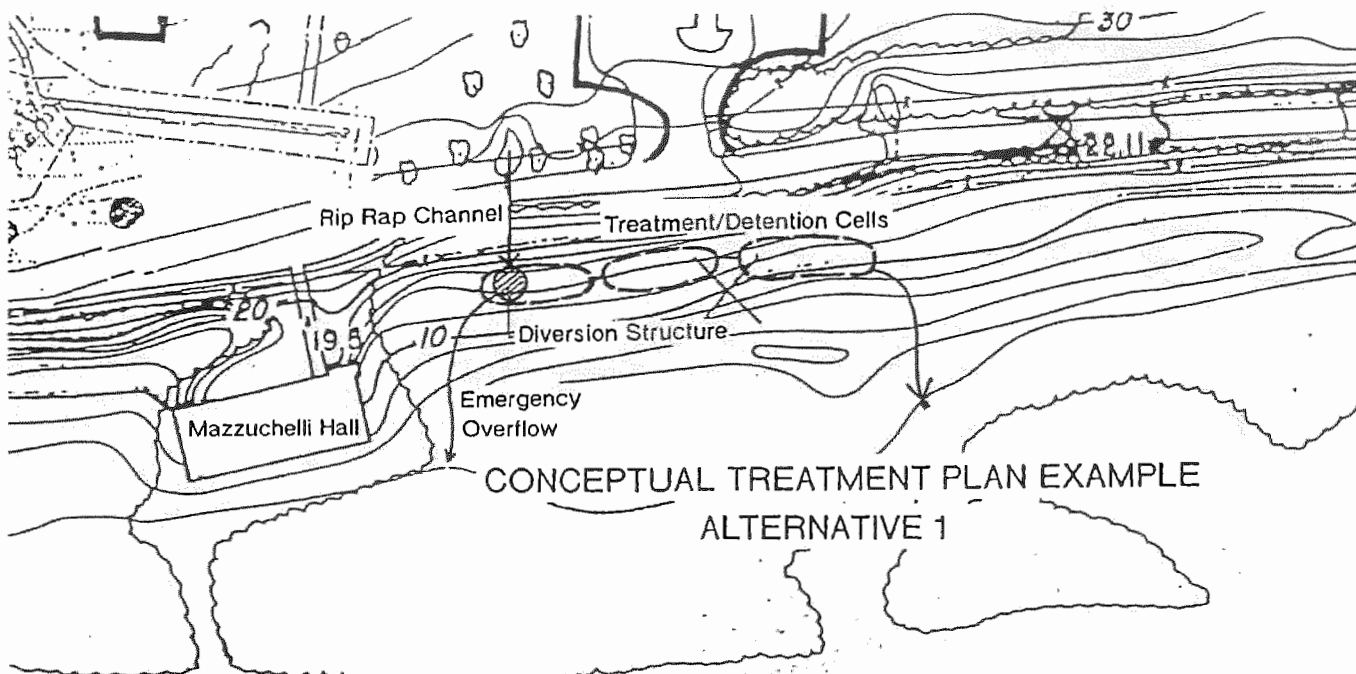 30
22.11
Rip Rap Channel
Treatment/Detention Cells
20
19.5
10
Diversion Structure
Emergency
Overflow
Mazzuchelli Hall
CONCEPTUAL TREATMENT PLAN EXAMPLE
ALTERNATIVE 1